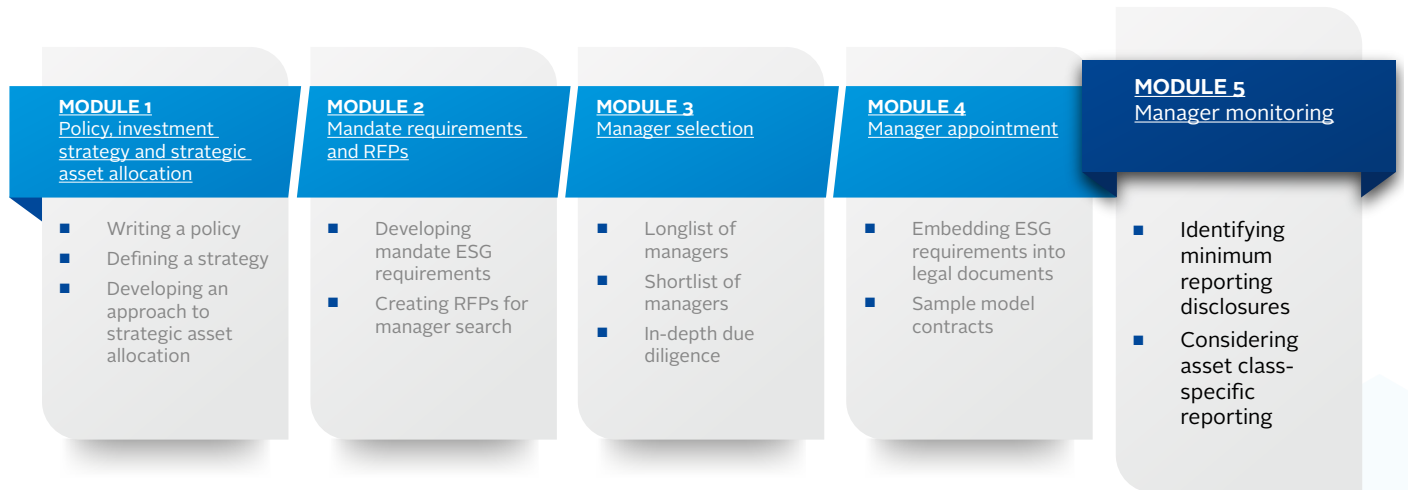 MODULE 1
Policy, investment
strategy and strategic
asset allocation
■ Writing a policy
■ Defining a strategy
■ Developing an
approach to
strategic asset
allocation
MODULE 2
Mandate requirements
and RFPs
■ Developing
mandate ESG
requirements
■ Creating RFPs for
manager search
MODULE 3
Manager selection
■ Longlist of
managers
■ Shortlist of
managers
■ In-depth due
diligence
MODULE 4
Manager appointment
■ Embedding ESG
requirements into
legal documents
■ Sample model
contracts
MODULE 5
Manager monitoring
■ Identifying
minimum
reporting
disclosures
■ Considering
asset class-
specific
reporting